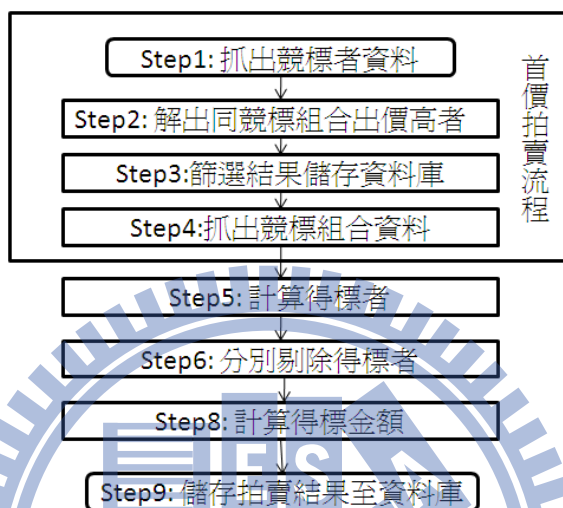 Step1: 抓出競標者資料
Step2: 解出同競標組合出價高者
Step3:篩選結果儲存資料庫
Step4:抓出競標組合資料
首價拍賣流程
Step5: 計算得標者
Step6: 分別剔除得標者
Step8: 計算得標金額
Step9: 儲存拍賣結果至資料庫
ES